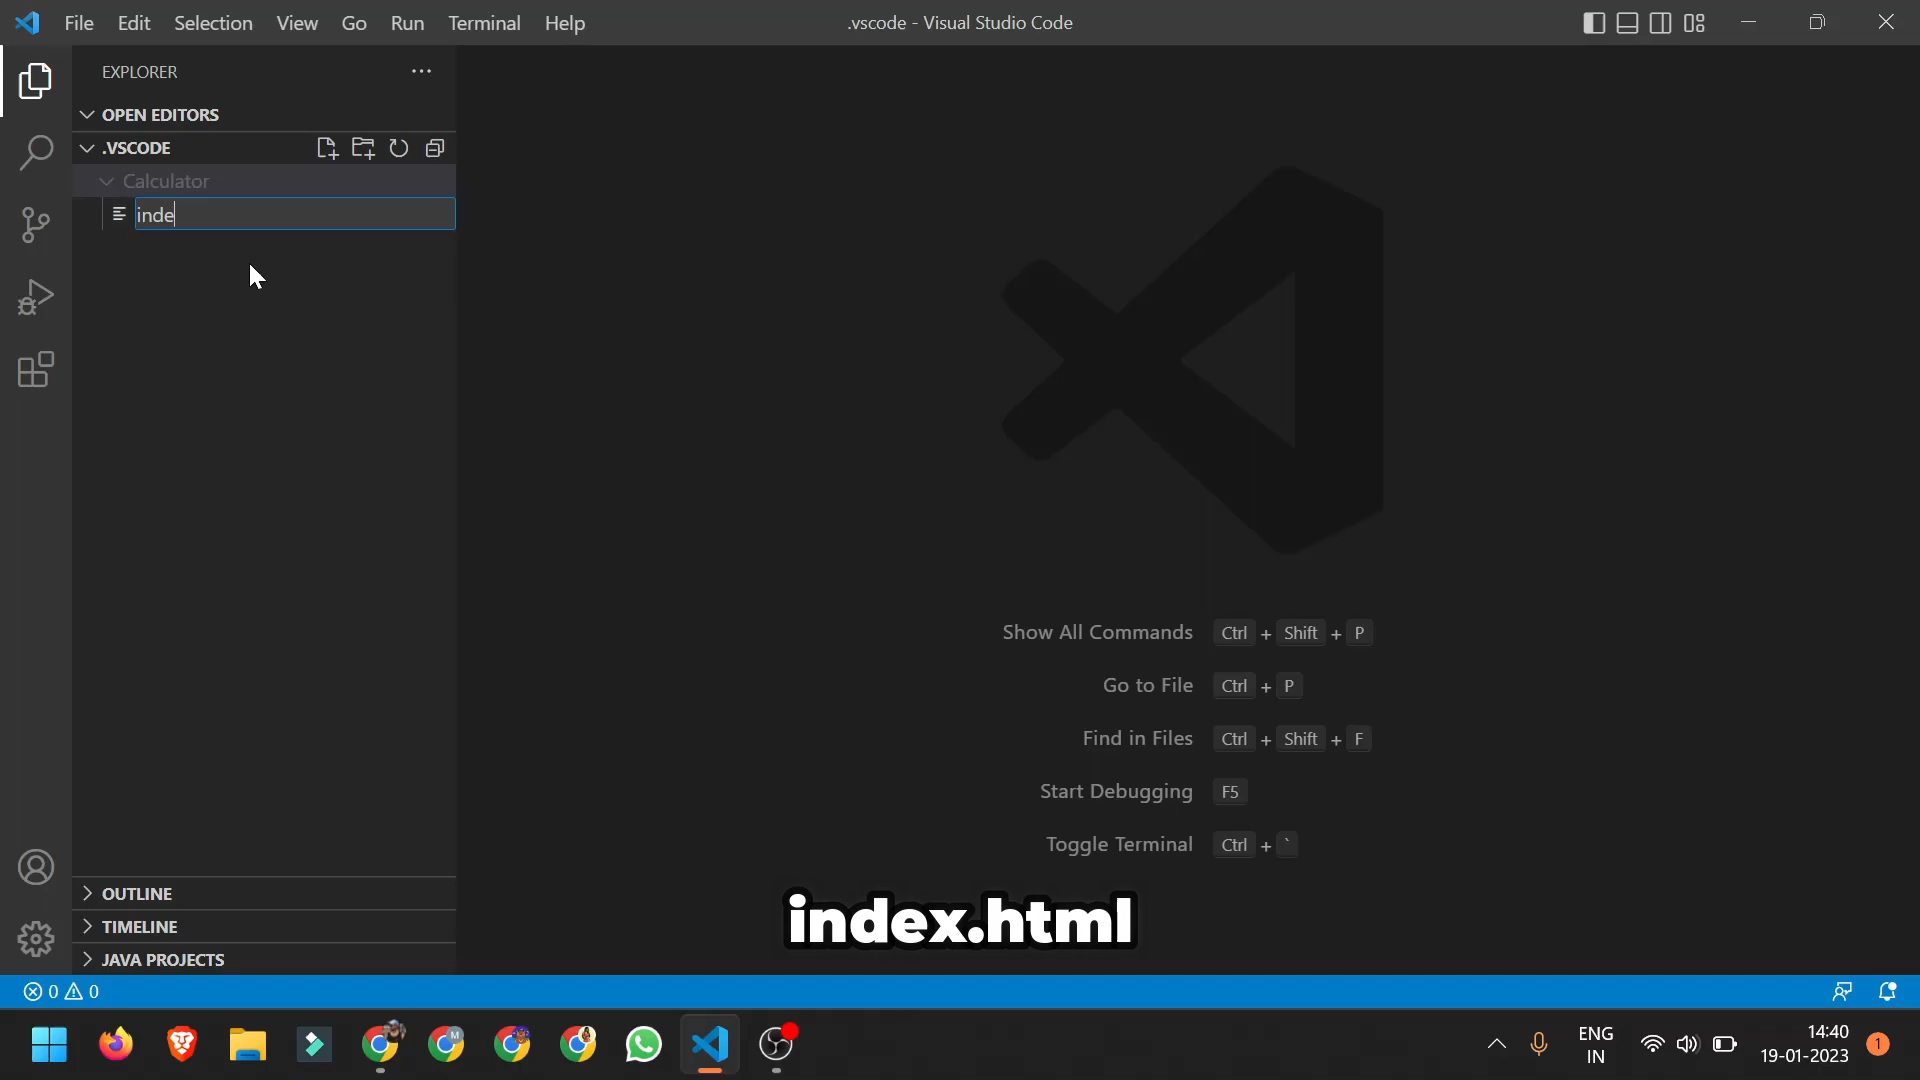 File Edit Selection View Go Run Terminal Help
.vscode - Visual Studio Code
EXPLORER
OPEN EDITORS
.VSCODE
Calculator
inde
Show All Commands Ctrl + Shift + P
Go to File Ctrl + P
Find in Files Ctrl + Shift + F
Start Debugging F5
Toggle Terminal Ctrl + `
index.html
OUTLINE
TIMELINE
JAVA PROJECTS
0 0
M
ENG
IN
14:40
19-01-2023
1